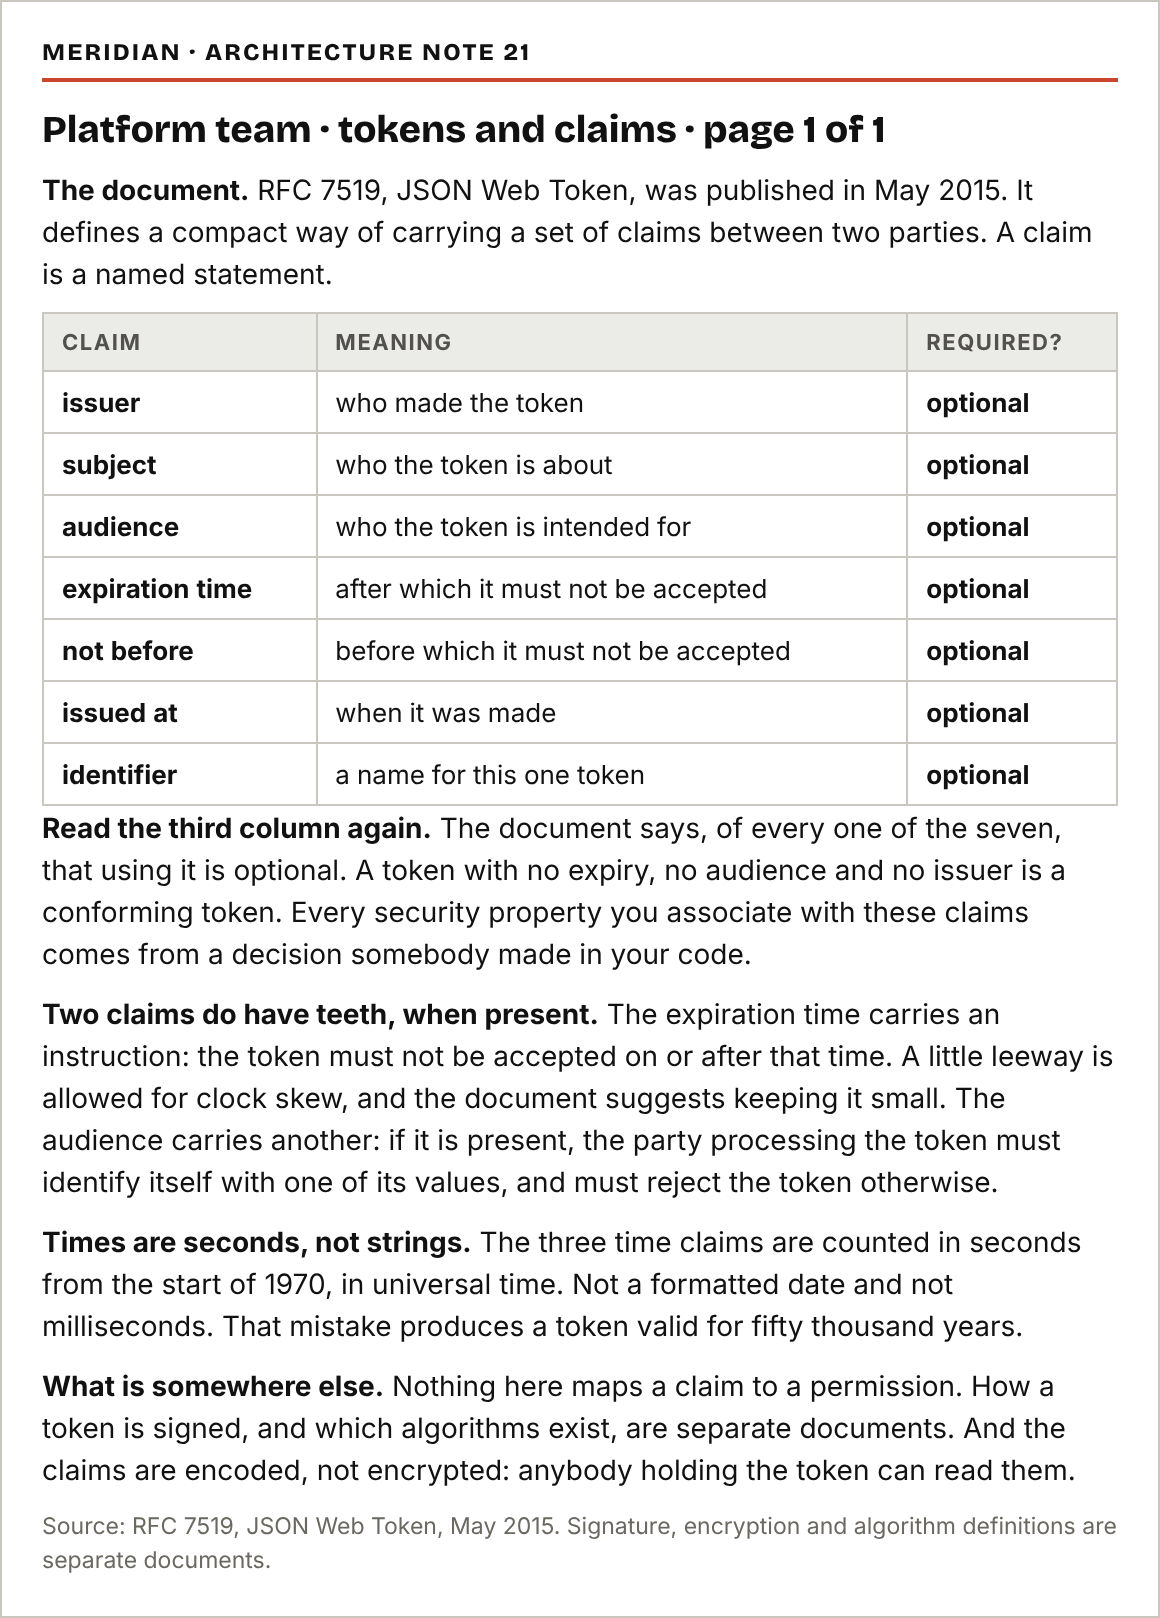 MERIDIAN · ARCHITECTURE NOTE 21
Platform team · tokens and claims · page 1 of 1
The document. RFC 7519, JSON Web Token, was published in May 2015. It
defines a compact way of carrying a set of claims between two parties. A claim
is a named statement.
CLAIM MEANING REQUIRED?
issuer who made the token optional
subject who the token is about optional
audience who the token is intended for optional
expiration time after which it must not be accepted optional
not before before which it must not be accepted optional
issued at when it was made optional
identifier a name for this one token optional
Read the third column again. The document says, of every one of the seven,
that using it is optional. A token with no expiry, no audience and no issuer is a
conforming token. Every security property you associate with these claims
comes from a decision somebody made in your code.
Two claims do have teeth, when present. The expiration time carries an
instruction: the token must not be accepted on or after that time. A little leeway is
allowed for clock skew, and the document suggests keeping it small. The
audience carries another: if it is present, the party processing the token must
identify itself with one of its values, and must reject the token otherwise.
Times are seconds, not strings. The three time claims are counted in seconds
from the start of 1970, in universal time. Not a formatted date and not
milliseconds. That mistake produces a token valid for fifty thousand years.
What is somewhere else. Nothing here maps a claim to a permission. How a
token is signed, and which algorithms exist, are separate documents. And the
claims are encoded, not encrypted: anybody holding the token can read them.
Source: RFC 7519, JSON Web Token, May 2015. Signature, encryption and algorithm definitions are
separate documents.